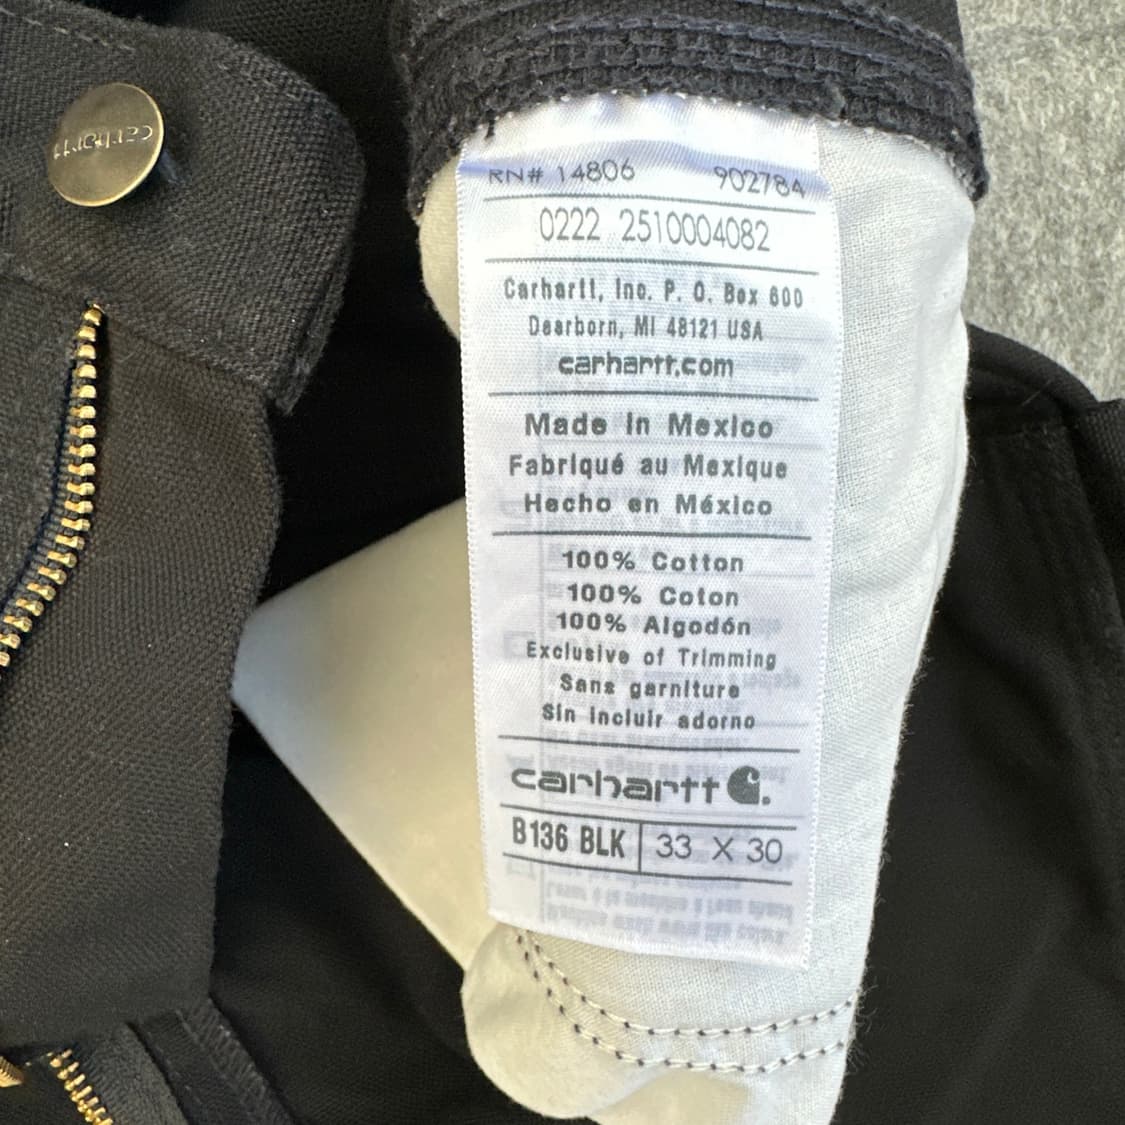 carhartt
RN# 14806 902784
0222 2510004082
Carhartt, Inc. P. O. Box 600
Dearborn, MI 48121 USA
carhartt.com
Made in Mexico
Fabriqué au Mexique
Hecho en México
100% Cotton
100% Coton
100% Algodón
Exclusive of Trimming
Sans garniture
Sin incluir adorno
carhartt
B136 BLK 33 X 30